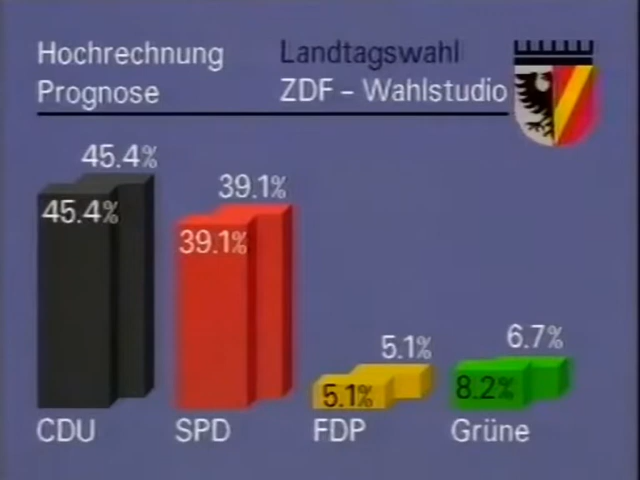 Hochrechnung Landtagswahl
Prognose ZDF - Wahlstudio
45.4%
45.4%
39.1%
39.1%
5.1%
5.1%
6.7%
8.2%
CDU SPD FDP Grüne